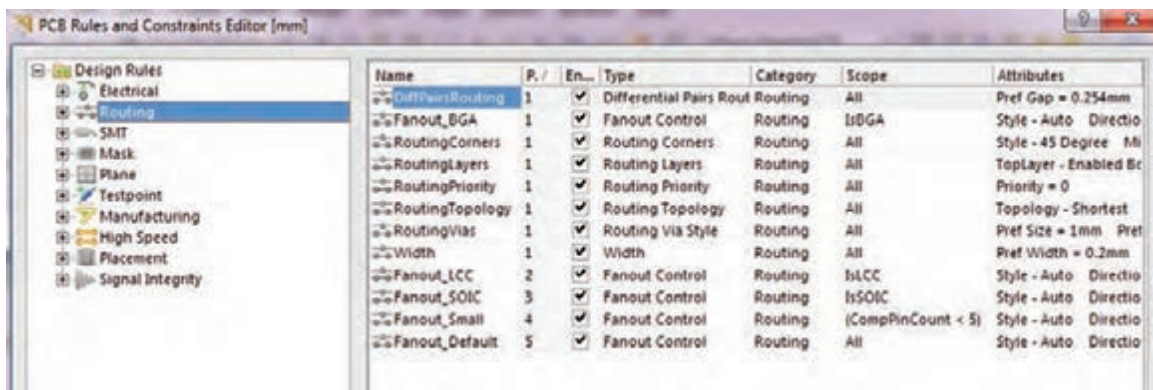 PCB Rules and Constraints Editor [mm]
Design Rules
Electrical
Routing
SMT
Mask
Plane
Testpoint
Manufacturing
High Speed
Placement
Signal Integrity
Name P. / En... Type Category Scope Attributes
DiffPairsRouting 1 Differential Pairs Rout Routing All Pref Gap = 0.254mm
Fanout_BGA 1 Fanout Control Routing IsBGA Style - Auto Directio
RoutingCorners 1 Routing Corners Routing All Style - 45 Degree Mi
RoutingLayers 1 Routing Layers Routing All TopLayer - Enabled Bo
RoutingPriority 1 Routing Priority Routing All Priority = 0
RoutingTopology 1 Routing Topology Routing All Topology - Shortest
RoutingVias 1 Routing Via Style Routing All Pref Size = 1mm Pref
Width 1 Width Routing All Pref Width = 0.2mm
Fanout_LCC 2 Fanout Control Routing IsLCC Style - Auto Directio
Fanout_SOIC 3 Fanout Control Routing IsSOIC Style - Auto Directio
Fanout_Small 4 Fanout Control Routing (CompPinCount < 5) Style - Auto Directio
Fanout_Default 5 Fanout Control Routing All Style - Auto Directio